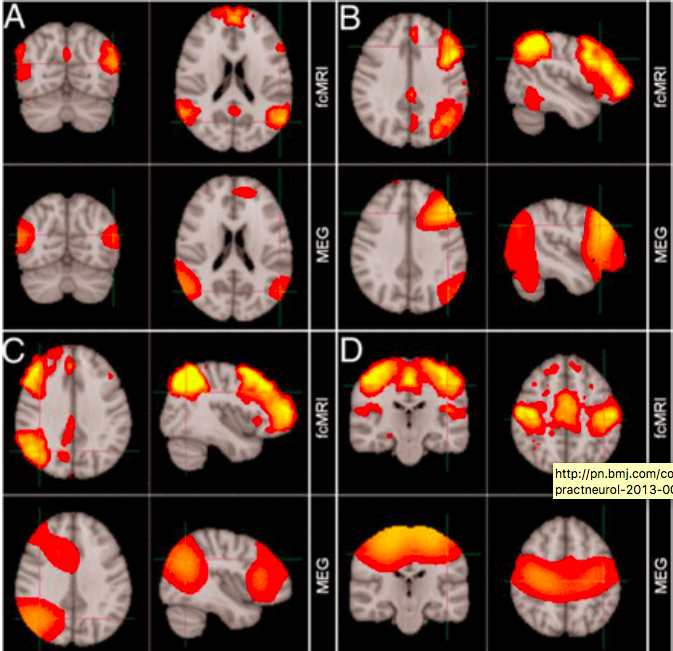 A
fcMRI
B
fcMRI
MEG
MEG
C
fcMRI
D
fcMRI
http://pn.bmj.com/co
practneurol-2013-00
MEG
MEG